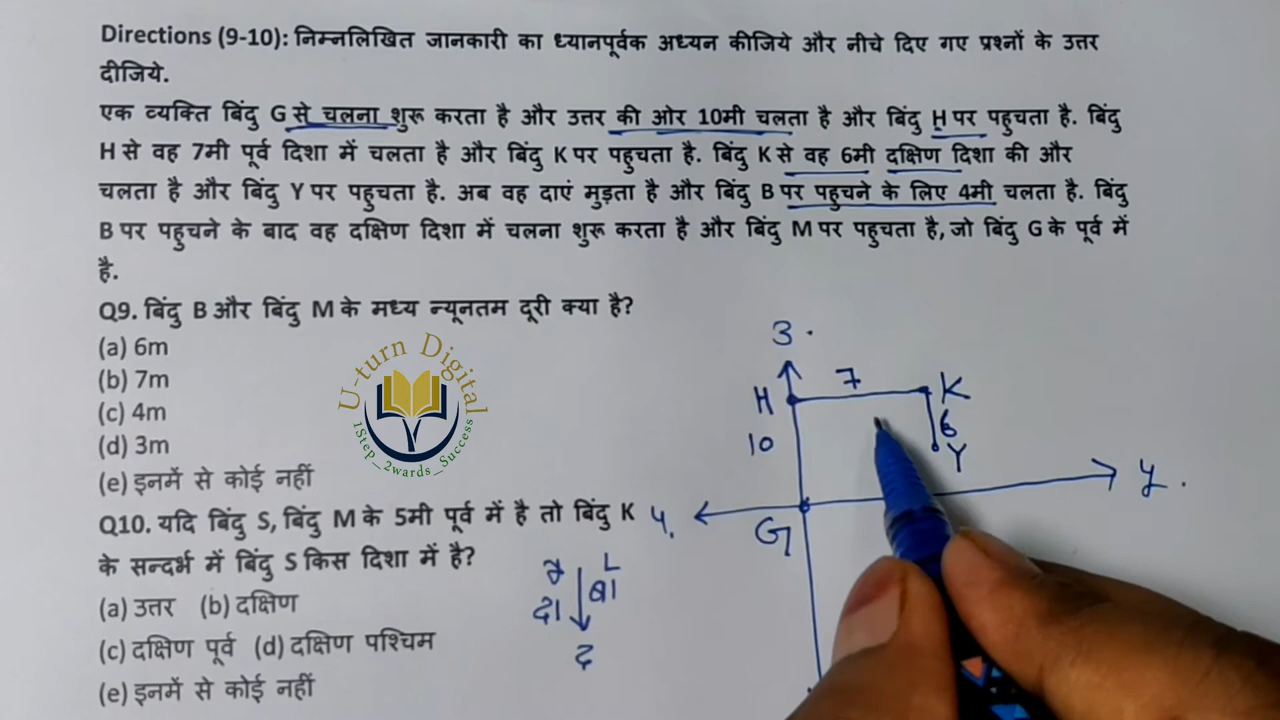 Directions (9-10): निम्नलिखित जानकारी का ध्यानपूर्वक अध्यन कीजिये और नीचे दिए गए प्रश्नों के उत्तर
दीजिये.
एक व्यक्ति बिंदु G से चलना शुरू करता है और उत्तर की ओर 10मी चलता है और बिंदु H पर पहुचता है. बिंदु
H से वह 7मी पूर्व दिशा में चलता है और बिंदु K पर पहुचता है. बिंदु K से वह 6मी दक्षिण दिशा की और
चलता है और बिंदु Y पर पहुचता है. अब वह दाएं मुड़ता है और बिंदु B पर पहुचने के लिए 4मी चलता है. बिंदु
B पर पहुचने के बाद वह दक्षिण दिशा में चलना शुरू करता है और बिंदु M पर पहुचता है, जो बिंदु G के पूर्व में
है.
Q9. बिंदु B और बिंदु M के मध्य न्यूनतम दूरी क्या है?
(a) 6m
(b) 7m
(c) 4m
(d) 3m
(e) इनमें से कोई नहीं
Q10. यदि बिंदु S, बिंदु M के 5मी पूर्व में है तो बिंदु K
के सन्दर्भ में बिंदु S किस दिशा में है?
(a) उत्तर (b) दक्षिण
(c) दक्षिण पूर्व (d) दक्षिण पश्चिम
(e) इनमें से कोई नहीं
U-turn Digital
1Step_2wards_Success
H 7 K
10 6
Y
G
L
दा बा
द